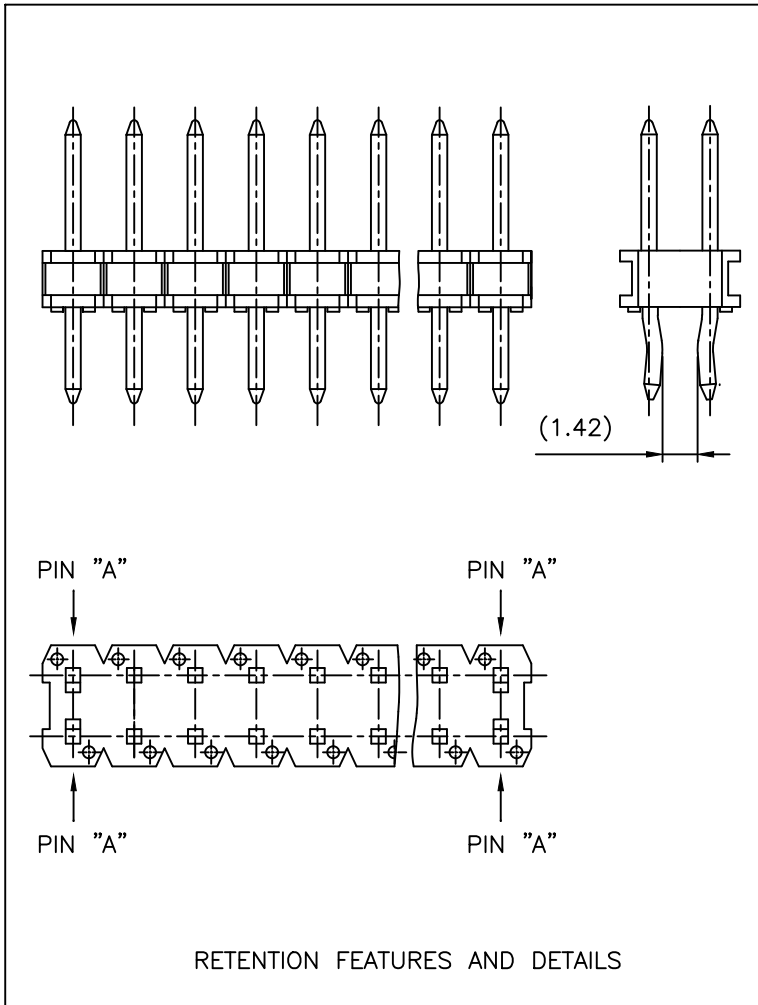 (1.42)
PIN ”A” PIN ”A”
PIN ”A” PIN ”A”
RETENTION FEATURES AND DETAILS